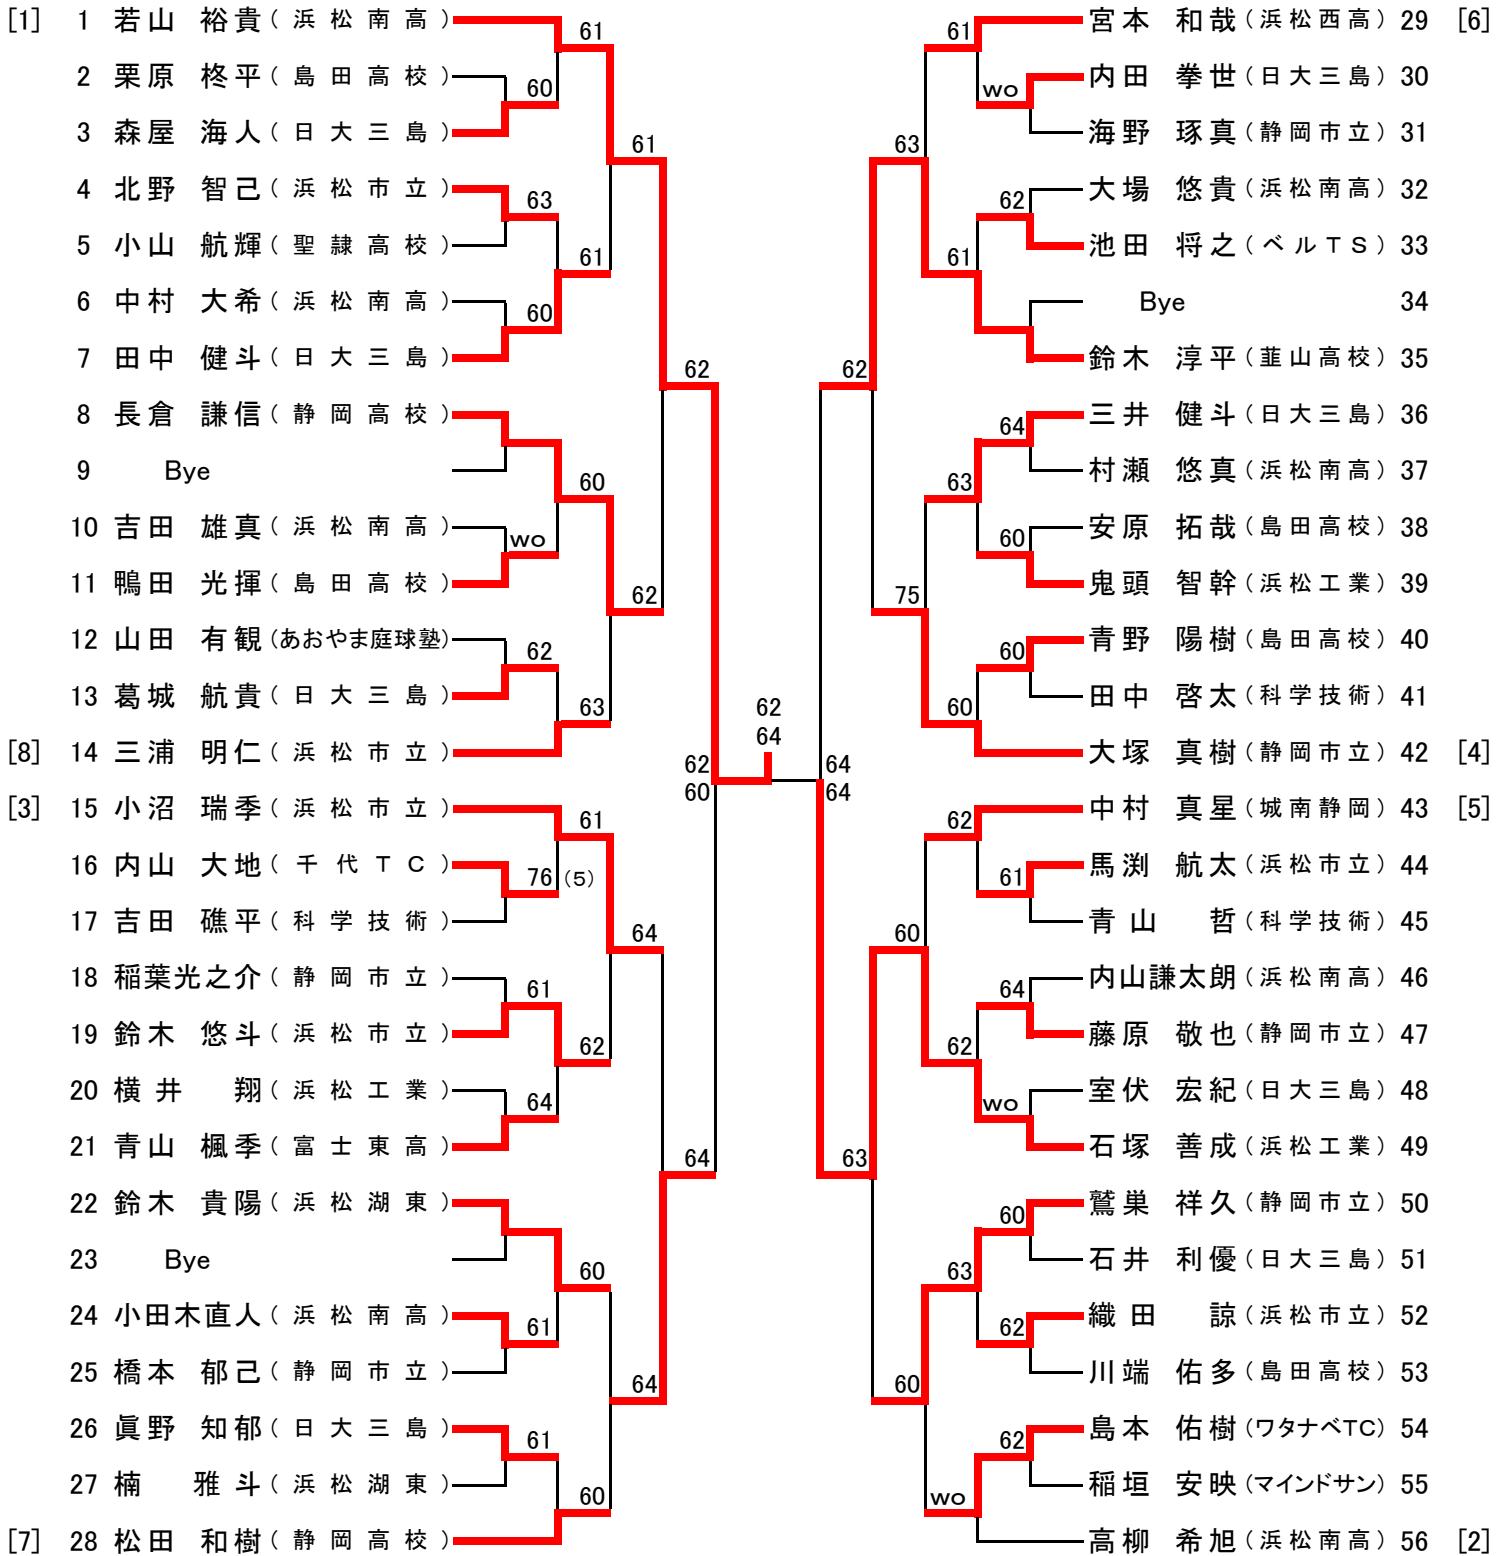 [1] 1 若山 裕貴 (浜松南高)
61
2 栗原 柊平 (島田高校)
60
3 森屋 海人 (日大三島)
61
4 北野 智己 (浜松市立)
63
5 小山 航輝 (聖隷高校)
61
6 中村 大希 (浜松南高)
60
7 田中 健斗 (日大三島)
62
8 長倉 謙信 (静岡高校)
9 Bye
60
10 吉田 雄真 (浜松南高)
wo
11 鴨田 光揮 (島田高校)
62
12 山田 有観 (あおやま庭球塾)
62
13 葛城 航貴 (日大三島)
63
[8] 14 三浦 明仁 (浜松市立)
62
60
[3] 15 小沼 瑞季 (浜松市立)
61
16 内山 大地 (千代TC)
76 (5)
17 吉田 礁平 (科学技術)
64
18 稲葉光之介 (静岡市立)
61
19 鈴木 悠斗 (浜松市立)
62
20 横井 翔 (浜松工業)
64
21 青山 楓季 (富士東高)
64
22 鈴木 貴陽 (浜松湖東)
23 Bye
60
24 小田木直人 (浜松南高)
61
25 橋本 郁己 (静岡市立)
64
26 眞野 知郁 (日大三島)
61
27 楠 雅斗 (浜松湖東)
60
[7] 28 松田 和樹 (静岡高校)
62
64
宮本 和哉 (浜松西高) 29 [6]
61
内田 拳世 (日大三島) 30
wo
海野 琢真 (静岡市立) 31
63
大場 悠貴 (浜松南高) 32
62
池田 将之 (ベルTS) 33
61
Bye 34
鈴木 淳平 (韮山高校) 35
62
三井 健斗 (日大三島) 36
64
村瀬 悠真 (浜松南高) 37
63
安原 拓哉 (島田高校) 38
60
鬼頭 智幹 (浜松工業) 39
75
青野 陽樹 (島田高校) 40
60
田中 啓太 (科学技術) 41
60
大塚 真樹 (静岡市立) 42 [4]
64
64
中村 真星 (城南静岡) 43 [5]
62
馬渕 航太 (浜松市立) 44
61
青山 哲 (科学技術) 45
60
内山謙太朗 (浜松南高) 46
64
藤原 敬也 (静岡市立) 47
62
室伏 宏紀 (日大三島) 48
wo
石塚 善成 (浜松工業) 49
63
鷲巣 祥久 (静岡市立) 50
60
石井 利優 (日大三島) 51
63
織田 諒 (浜松市立) 52
62
川端 佑多 (島田高校) 53
60
島本 佑樹 (ワタナベTC) 54
62
稲垣 安映 (マインドサン) 55
wo
高柳 希旭 (浜松南高) 56 [2]